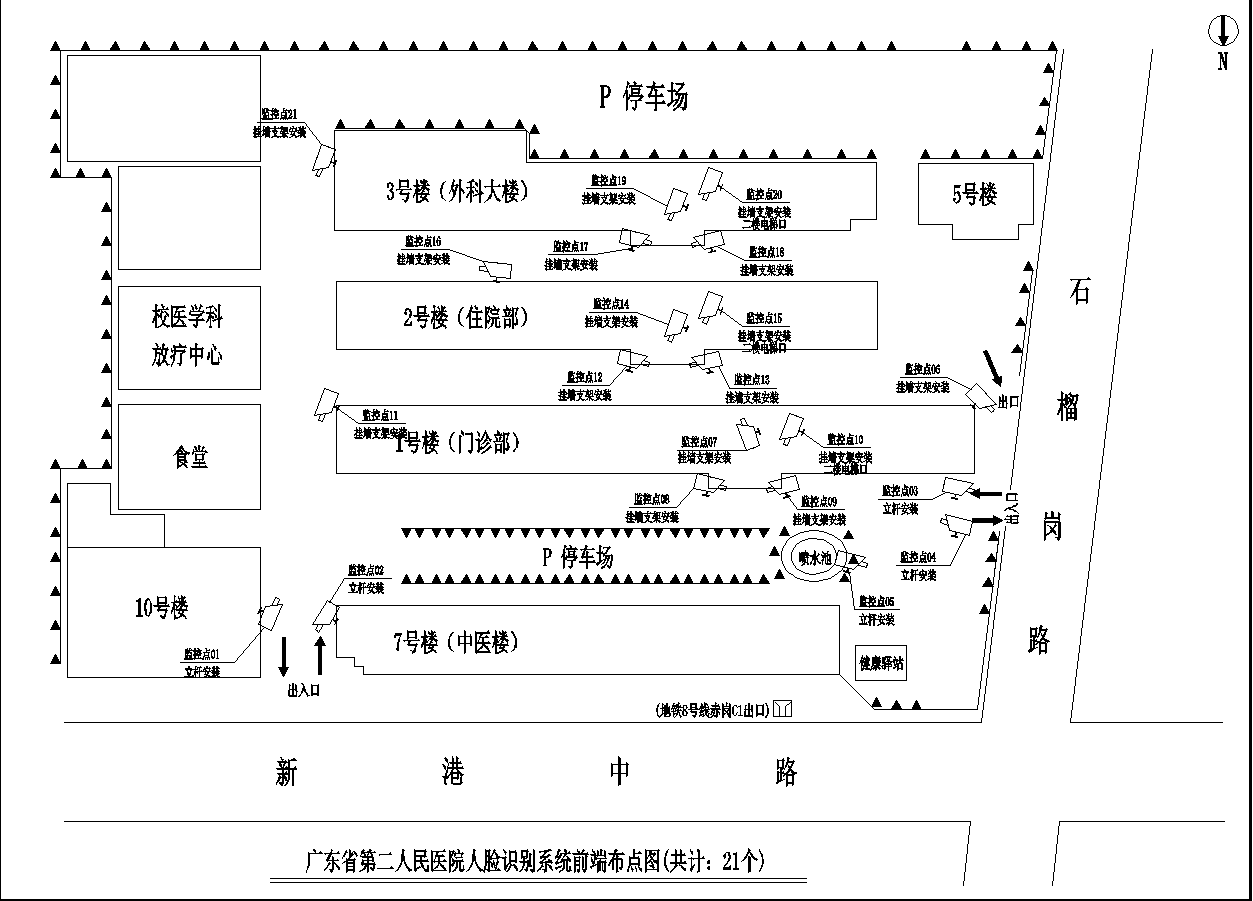 N
P 停车场
监控点21
挂墙支架安装
3号楼（外科大楼）
监控点19
挂墙支架安装
监控点20
挂墙支架安装
二楼电梯口
5号楼
监控点16
挂墙支架安装
监控点17
挂墙支架安装
监控点18
挂墙支架安装
校医学科
放疗中心
2号楼（住院部）
监控点14
挂墙支架安装
监控点15
挂墙支架安装
二楼电梯口
监控点12
挂墙支架安装
监控点13
挂墙支架安装
监控点06
挂墙支架安装
出口
监控点11
挂墙支架安装
1号楼（门诊部）
监控点07
挂墙支架安装
监控点10
挂墙支架安装
二楼电梯口
食堂
监控点08
挂墙支架安装
监控点09
挂墙支架安装
监控点03
立杆安装
出入口
监控点04
立杆安装
P 停车场
喷水池
监控点02
立杆安装
监控点05
立杆安装
10号楼
监控点01
立杆安装
出入口
7号楼（中医楼）
健康驿站
(地铁8号线赤岗C1出口)
石榴岗路
新港中路
广东省第二人民医院人脸识别系统前端布点图(共计：21个)